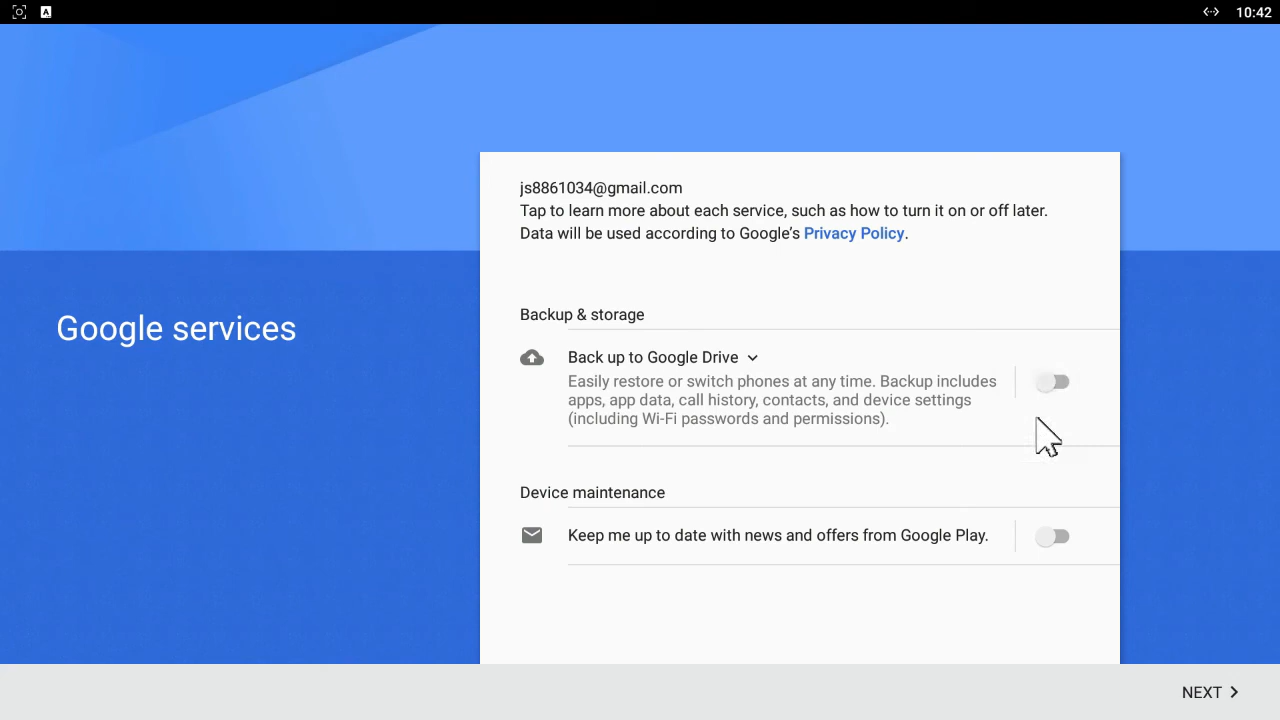 A
10:42
js8861034@gmail.com
Tap to learn more about each service, such as how to turn it on or off later.
Data will be used according to Google’s Privacy Policy.
Google services
Backup & storage
Back up to Google Drive
Easily restore or switch phones at any time. Backup includes
apps, app data, call history, contacts, and device settings
(including Wi-Fi passwords and permissions).
Device maintenance
Keep me up to date with news and offers from Google Play.
NEXT